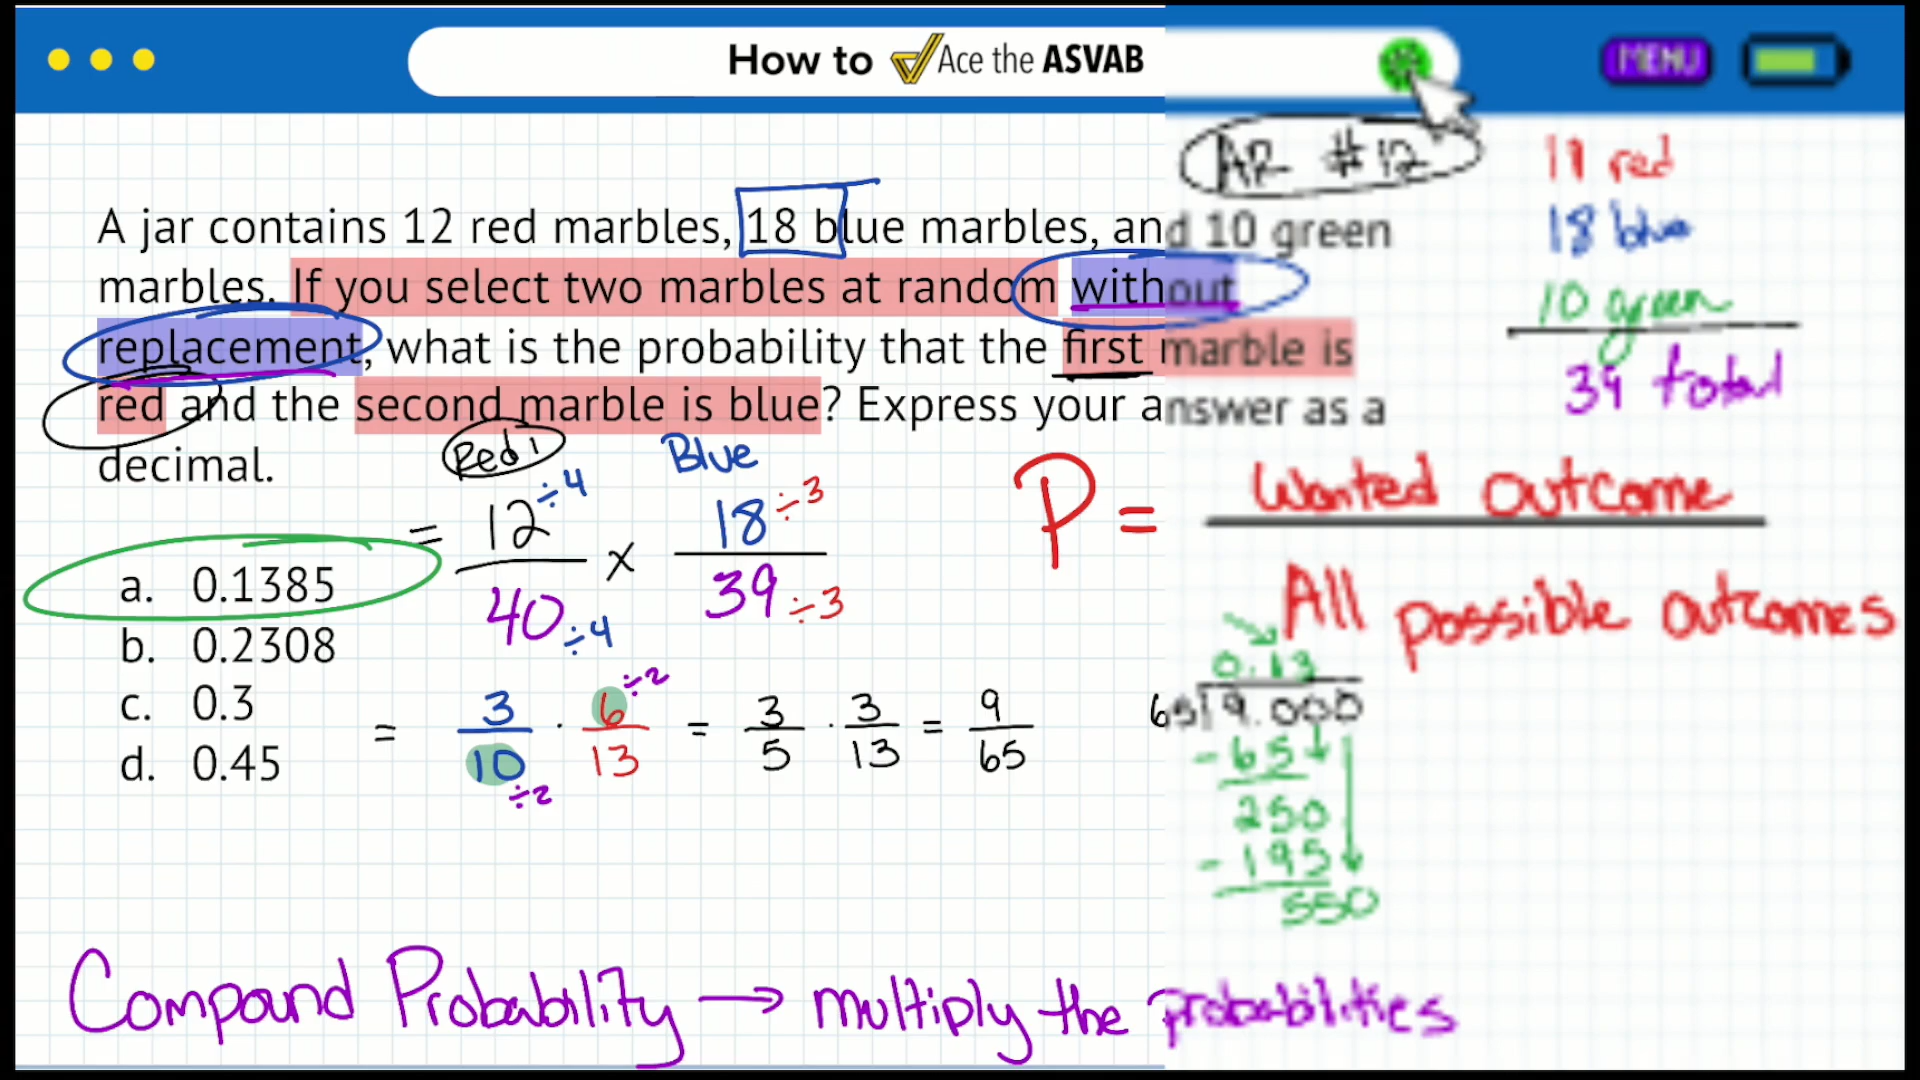 How to Ace the ASVAB
MENU
AR #12
11 red
18 blue
10 green
39 total
A jar contains 12 red marbles, 18 blue marbles, and 10 green
marbles. If you select two marbles at random without
replacement, what is the probability that the first marble is
red and the second marble is blue? Express your answer as a
decimal.
a. 0.1385
b. 0.2308
c. 0.3
d. 0.45
Red 1 Blue
= 12 ÷4 / 40 ÷4 x 18 ÷3 / 39 ÷3
= 3/10 ÷2 · 6 ÷2/13 = 3/5 · 3/13 = 9/65
P = Wanted outcome
All possible outcomes
0.13
65 9.000
- 65
250
- 195
550
Compound Probability → multiply the probabilities